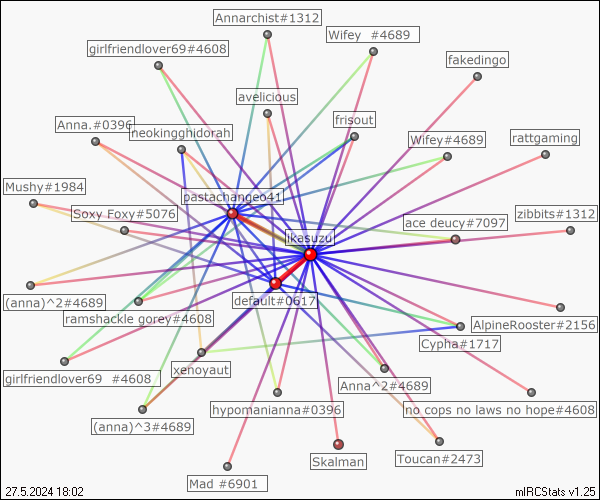 Annarchist#1312
Wifey  #4689
girlfriendlover69#4608
fakedingo
avelicious
frisout
Anna.#0396
neokingghidorah
Wifey#4689
rattgaming
Mushy#1984
pastachangeo41
Soxy Foxy#5076
ace deucy#7097
zibbits#1312
ikasuzu
(anna)^2#4689
default#0617
ramshackle gorey#4608
AlpineRooster#2156
Cypha#1717
xenoyaut
girlfriendlover69  #4608
Anna^2#4689
hypomanianna#0396
no cops no laws no hope#4608
(anna)^3#4689
Skalman
Toucan#2473
Mad #6901
27.5.2024 18:02
mIRCStats v1.25